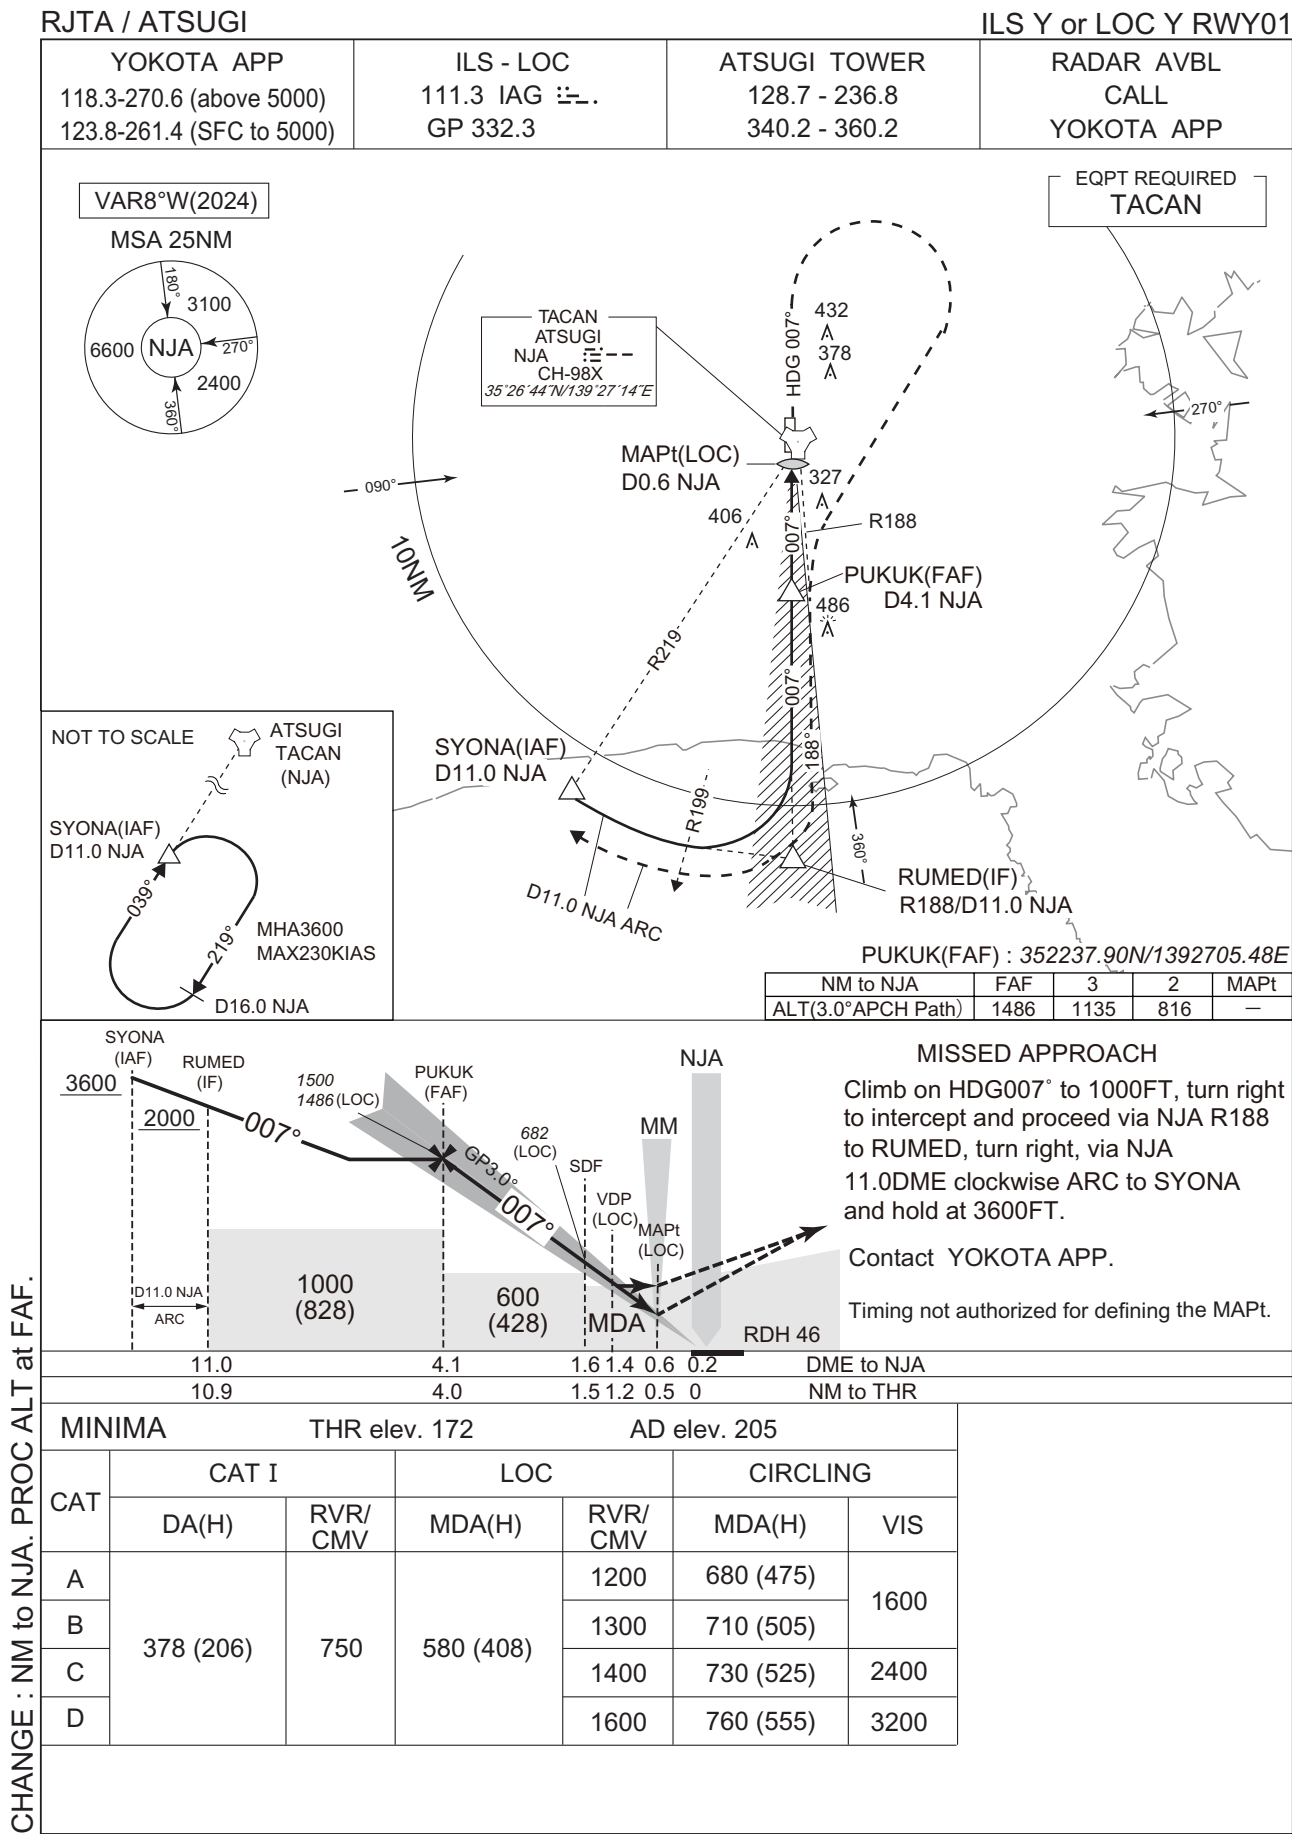 RJTA / ATSUGI
ILS Y or LOC Y RWY01
YOKOTA APP
118.3-270.6 (above 5000)
123.8-261.4 (SFC to 5000)
ILS - LOC
111.3 IAG
GP 332.3
ATSUGI TOWER
128.7 - 236.8
340.2 - 360.2
RADAR AVBL
CALL
YOKOTA APP
VAR8°W(2024)
MSA 25NM
180°
3100
6600
NJA
270°
2400
360°
EQPT REQUIRED
TACAN
TACAN
ATSUGI
NJA
CH-98X
35°26´44˝N/139°27´14˝E
HDG 007°
432
378
270°
MAPt(LOC)
D0.6 NJA
090°
327
406
R188
007°
10NM
PUKUK(FAF)
D4.1 NJA
486
R219
007°
188°
SYONA(IAF)
D11.0 NJA
R199
360°
D11.0 NJA ARC
RUMED(IF)
R188/D11.0 NJA
NOT TO SCALE
ATSUGI
TACAN
(NJA)
SYONA(IAF)
D11.0 NJA
039°
219°
MHA3600
MAX230KIAS
D16.0 NJA
PUKUK(FAF) : 352237.90N/1392705.48E
NM to NJA FAF 3 2 MAPt
ALT(3.0°APCH Path) 1486 1135 816 —
SYONA
(IAF)
RUMED
(IF)
3600
2000
007°
1500
1486 (LOC)
PUKUK
(FAF)
GP3.0°
007°
682
(LOC)
SDF
VDP
(LOC)
MAPt
(LOC)
MM
NJA
D11.0 NJA
ARC
1000
(828)
600
(428)
MDA
RDH 46
MISSED APPROACH
Climb on HDG007° to 1000FT, turn right
to intercept and proceed via NJA R188
to RUMED, turn right, via NJA
11.0DME clockwise ARC to SYONA
and hold at 3600FT.
Contact YOKOTA APP.
Timing not authorized for defining the MAPt.
11.0 4.1 1.6 1.4 0.6 0.2 DME to NJA
10.9 4.0 1.5 1.2 0.5 0 NM to THR
MINIMA THR elev. 172 AD elev. 205
CAT CAT I LOC CIRCLING
DA(H) RVR/CMV MDA(H) RVR/CMV MDA(H) VIS
A 1200 680 (475)
1600
B 1300 710 (505)
378 (206) 750 580 (408)
C 1400 730 (525) 2400
D 1600 760 (555) 3200
CHANGE : NM to NJA. PROC ALT at FAF.